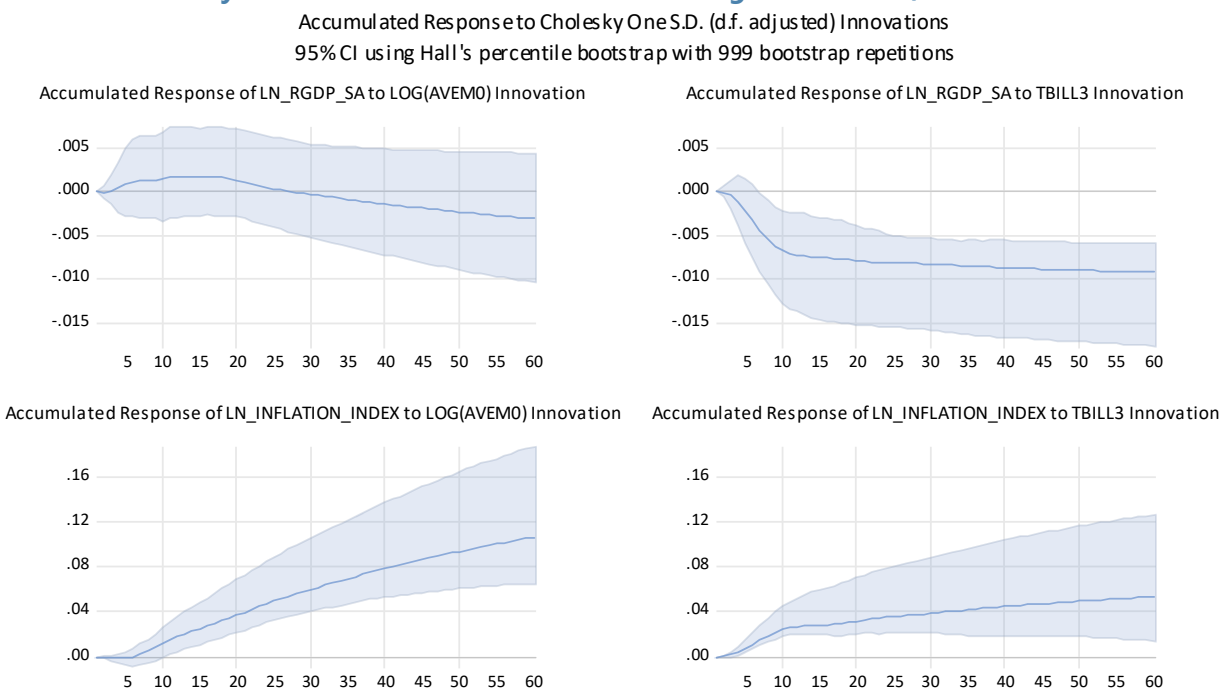 Accumulated Response to Cholesky One S.D. (d.f. adjusted) Innovations
95% CI using Hall's percentile bootstrap with 999 bootstrap repetitions
Accumulated Response of LN_RGDP_SA to LOG(AVEM0) Innovation
.005
.000
-.005
-.010
-.015
5 10 15 20 25 30 35 40 45 50 55 60
Accumulated Response of LN_RGDP_SA to TBILL3 Innovation
.005
.000
-.005
-.010
-.015
5 10 15 20 25 30 35 40 45 50 55 60
Accumulated Response of LN_INFLATION_INDEX to LOG(AVEM0) Innovation
.16
.12
.08
.04
.00
5 10 15 20 25 30 35 40 45 50 55 60
Accumulated Response of LN_INFLATION_INDEX to TBILL3 Innovation
.16
.12
.08
.04
.00
5 10 15 20 25 30 35 40 45 50 55 60